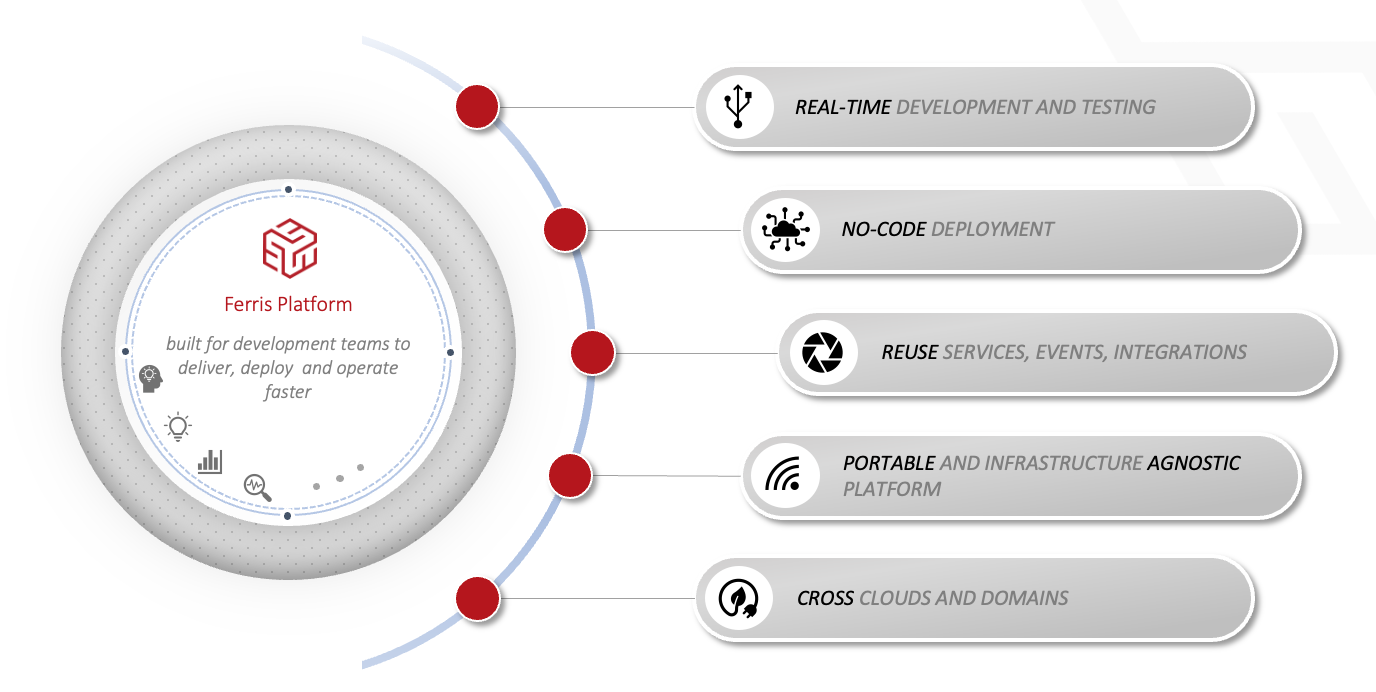 Ferris Platform
built for development teams to
deliver, deploy and operate
faster
REAL-TIME DEVELOPMENT AND TESTING
NO-CODE DEPLOYMENT
REUSE SERVICES, EVENTS, INTEGRATIONS
PORTABLE AND INFRASTRUCTURE AGNOSTIC
PLATFORM
CROSS CLOUDS AND DOMAINS